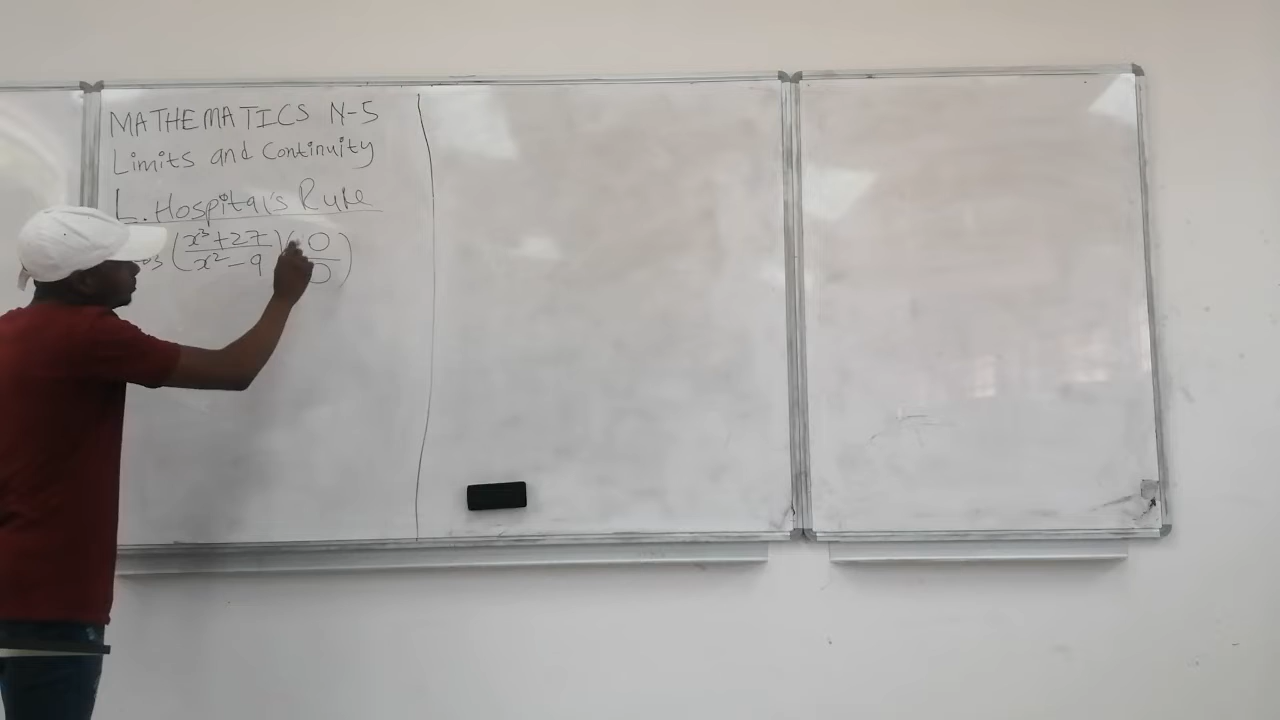 MATHEMATICS N-5
Limits and Continuity
L. Hospital's Rule
(x³+27 / x²-9) (0 / 0)